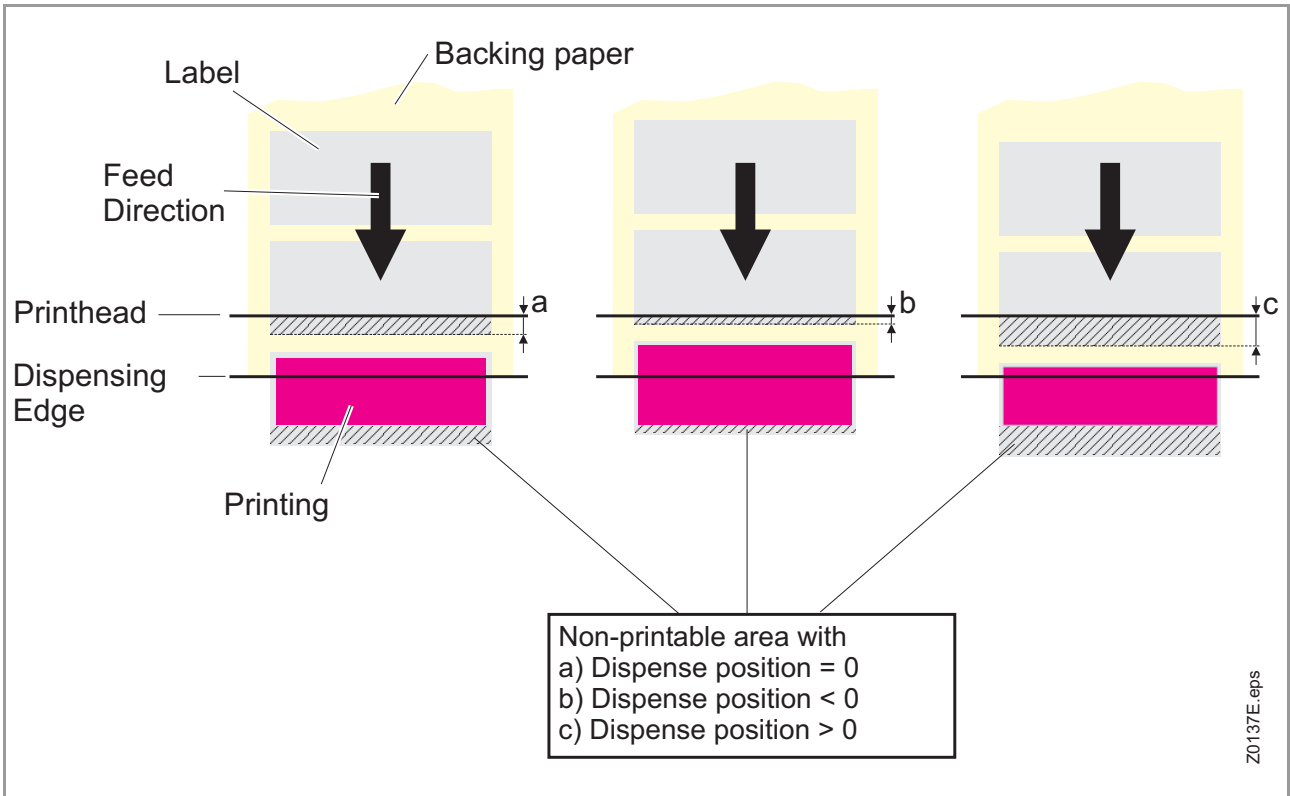 Backing paper
Label
Feed
Direction
a
b
c
Printhead
Dispensing
Edge
Printing
Non-printable area with
a) Dispense position = 0
b) Dispense position < 0
c) Dispense position > 0
Z0137E.eps